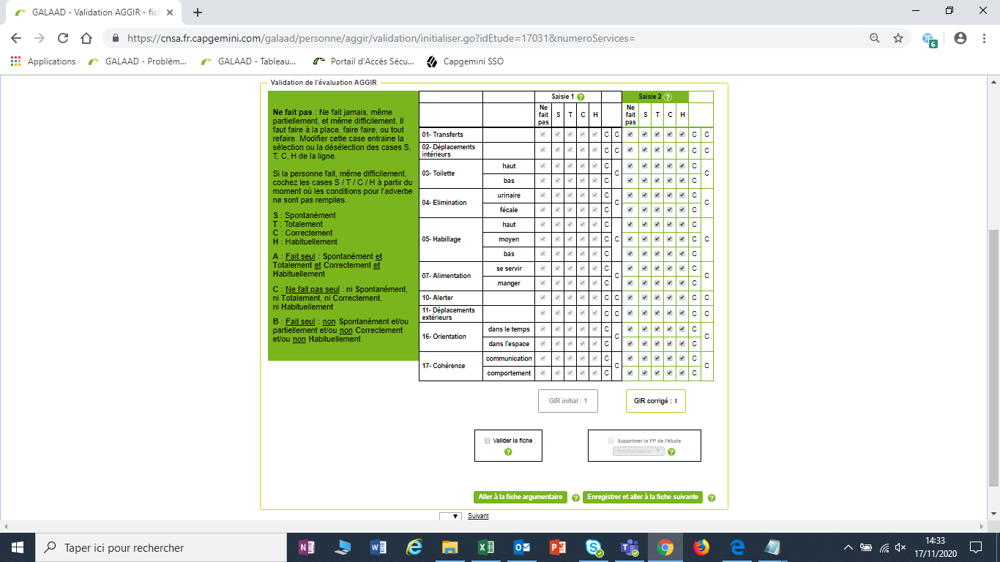 GALAAD - Validation AGGIR - fich
https://cnsa.fr.capgemini.com/galaad/personne/aggir/validation/initialiser.go?idEtude=17031&numeroServices=
6
Applications
GALAAD - Problèm...
GALAAD - Tableau...
Portail d'Accès Sécu...
Capgemini SSO
Validation de l'évaluation AGGIR
Ne fait pas : Ne fait jamais, même
partiellement, et même difficilement. Il
faut faire à la place, faire faire, ou tout
refaire. Modifier cette case entraine la
sélection ou la désélection des cases S,
T, C, H de la ligne.
Si la personne fait, même difficilement,
cochez les cases S / T / C / H à partir du
moment où les conditions pour l'adverbe
ne sont pas remplies.
S : Spontanément
T : Totalement
C : Correctement
H : Habituellement
A : Fait seul : Spontanément et
Totalement et Correctement et
Habituellement
C : Ne fait pas seul : ni Spontanément,
ni Totalement, ni Correctement,
ni Habituellement
B : Fait seul : non Spontanément et/ou
partiellement et/ou non Correctement
et/ou non Habituellement
Saisie 1 ? Saisie 2 ?
Ne fait pas S T C H Ne fait pas S T C H
01- Transferts C C C C
02- Déplacements intérieurs C C C C
03- Toilette haut C C C C
bas C C
04- Elimination urinaire C C C C
fécale C C
05- Habillage haut C C
moyen C C C C
bas C C
07- Alimentation se servir C C C C
manger C C
10- Alerter C C C C
11- Déplacements extérieurs C C C C
16- Orientation dans le temps C C C C
dans l'espace C C
17- Cohérence communication C C C C
comportement C C
GIR initial : 1
GIR corrigé : 1
Valider la fiche
?
Supprimer la FP de l'étude
Hospitalisation ?
Aller à la fiche argumentaire ? Enregistrer et aller à la fiche suivante ?
Suivant
Taper ici pour rechercher
14:33
17/11/2020